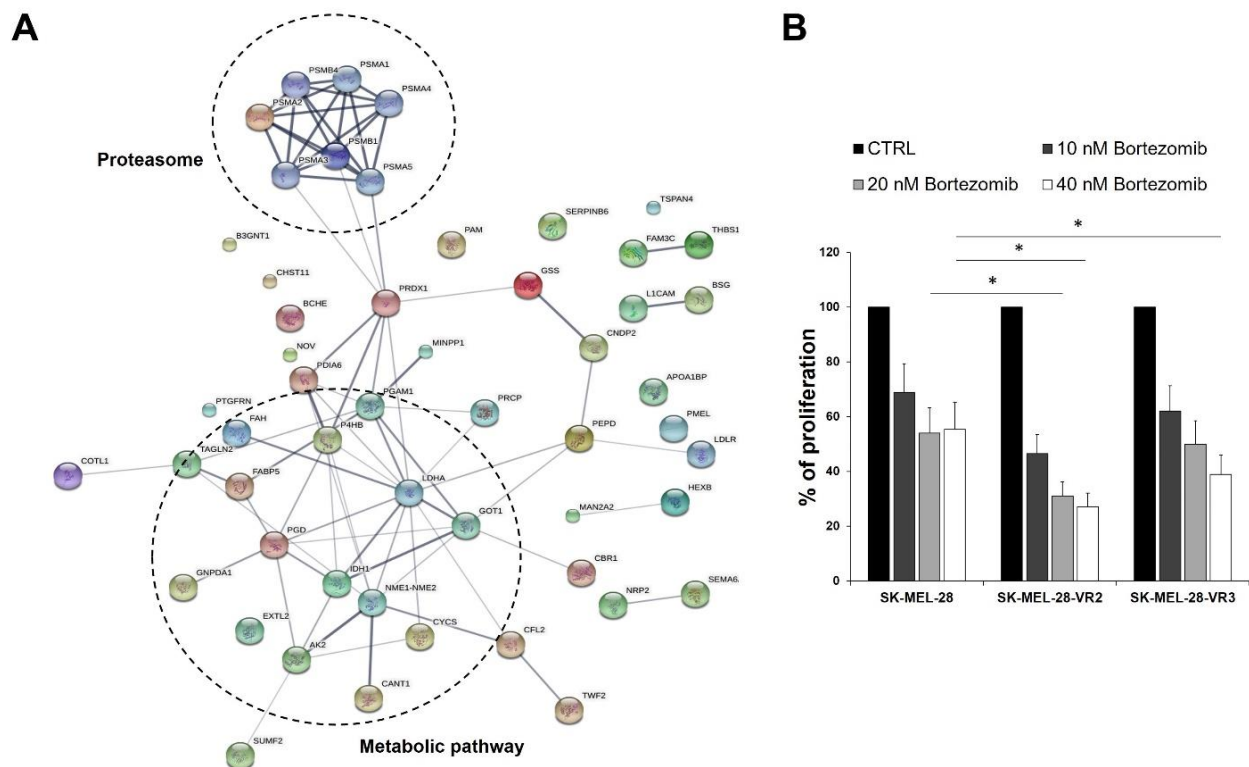 A
B
PSMB4
PSMA1
PSMA4
PSMA2
PSMB1
PSMA3
PSMA5
Proteasome
TSPAN4
SERPINB6
THBS1
FAM3C
PAM
B3GNT1
CHST11
GSS
BSG
L1CAM
PRDX1
BCHE
CNDP2
MINPP1
NOV
PDIA6
APOA1BP
PGAM1
PRCP
PTGFRN
FAH
P4HB
PMEL
PEPD
LDLR
TAGLN2
COTL1
FABP5
LDHA
HEXB
MAN2A2
GOT1
PGD
CBR1
IDH1
GNPDA1
NME1-NME2
SEMA6
NRP2
EXTL2
CYCS
CFL2
AK2
CANT1
TWF2
SUMF2
Metabolic pathway
CTRL
10 nM Bortezomib
20 nM Bortezomib
40 nM Bortezomib
*
*
*
% of proliferation
120
100
80
60
40
20
0
SK-MEL-28
SK-MEL-28-VR2
SK-MEL-28-VR3